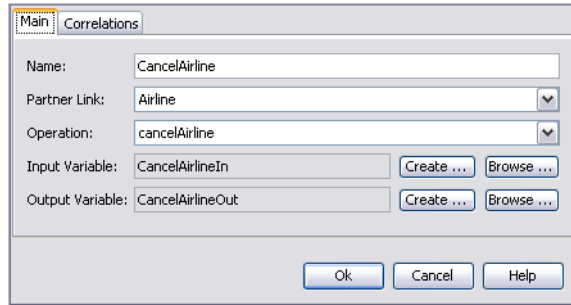 Main Correlations
Name: CancelAirline
Partner Link: Airline
Operation: cancelAirline
Input Variable: CancelAirlineIn Create ... Browse ...
Output Variable: CancelAirlineOut Create ... Browse ...
Ok Cancel Help